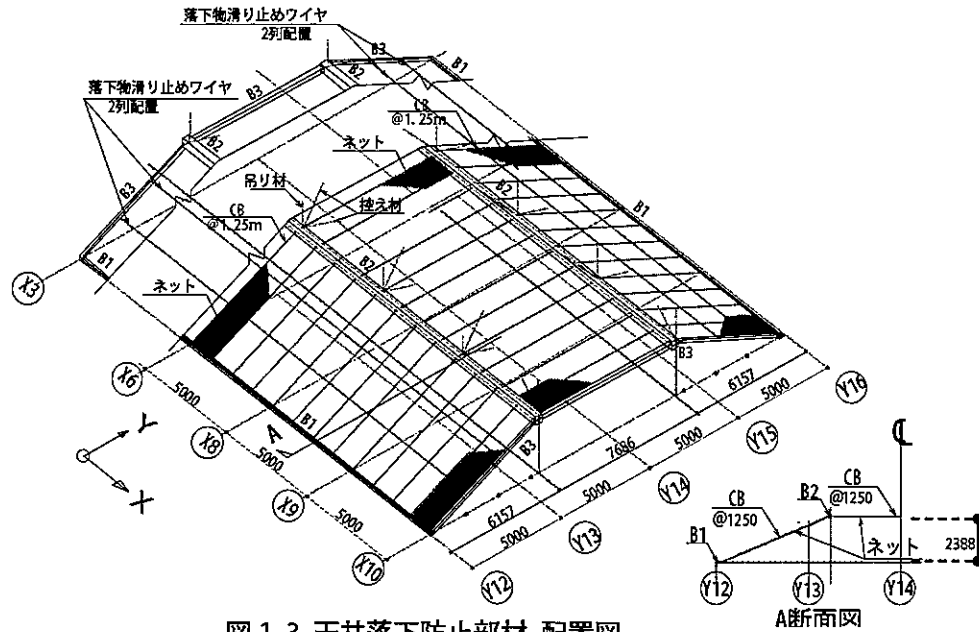 落下物滑り止めワイヤ
2列配置
落下物滑り止めワイヤ
2列配置
B3
B1
B2
B3
B2
B3
B1
CB
@1.25m
ネット
吊り材
控え材
CB
@1.25m
ネット
B2
B1
B2
B1
B3
B3
X3
X6
X8
X9
X10
5000
5000
5000
A
Y
X
6157
7686
6157
5000
5000
5000
5000
Y12
Y13
Y14
Y15
Y16
CL
CB
@1250
B2
CB
@1250
B1
ネット
2388
Y12
Y13
Y14
A断面図
図1.3 天井落下防止部材 配置図